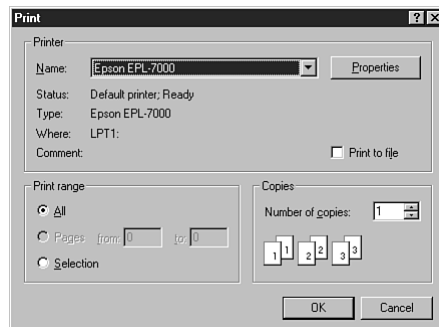 Print
Printer
Name: Epson EPL-7000 Properties
Status: Default printer; Ready
Type: Epson EPL-7000
Where: LPT1:
Comment: Print to file
Print range
All
Pages from: 0 to: 0
Selection
Copies
Number of copies: 1
1 1 2 2 3 3
OK Cancel